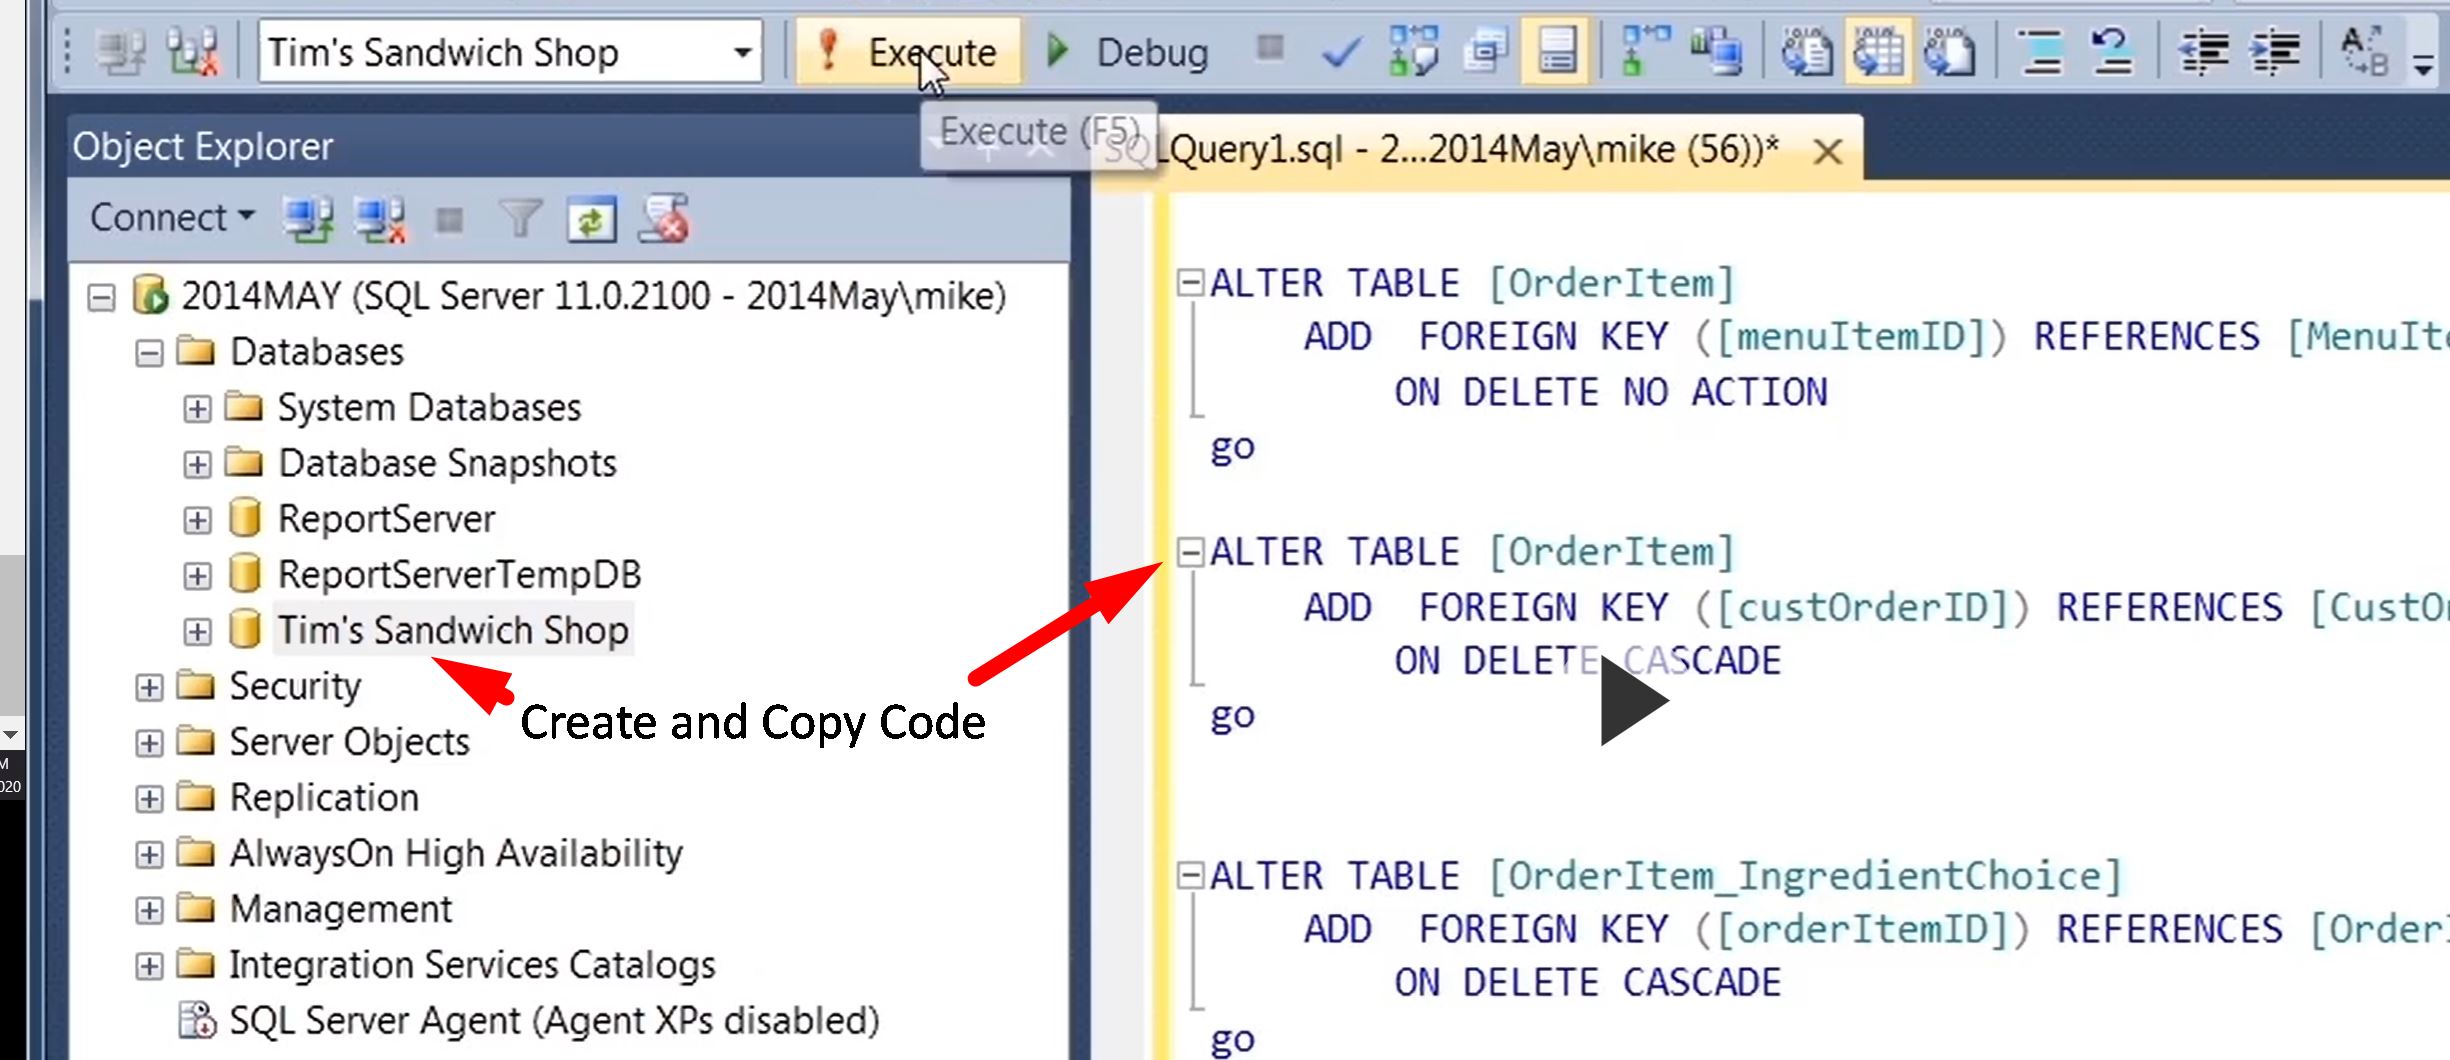 Tim's Sandwich Shop
Execute
Debug
Execute (F5)
Object Explorer
QLQuery1.sql - 2...2014May\mike (56))*
Connect
2014MAY (SQL Server 11.0.2100 - 2014May\mike)
Databases
System Databases
Database Snapshots
ReportServer
ReportServerTempDB
Tim's Sandwich Shop
Security
Server Objects
Replication
AlwaysOn High Availability
Management
Integration Services Catalogs
SQL Server Agent (Agent XPs disabled)
Create and Copy Code
ALTER TABLE [OrderItem]
ADD FOREIGN KEY ([menuItemID]) REFERENCES [MenuIte
ON DELETE NO ACTION
go
ALTER TABLE [OrderItem]
ADD FOREIGN KEY ([custOrderID]) REFERENCES [CustO
ON DELETE CASCADE
go
ALTER TABLE [OrderItem_IngredientChoice]
ADD FOREIGN KEY ([orderItemID]) REFERENCES [Order
ON DELETE CASCADE
go
M
020